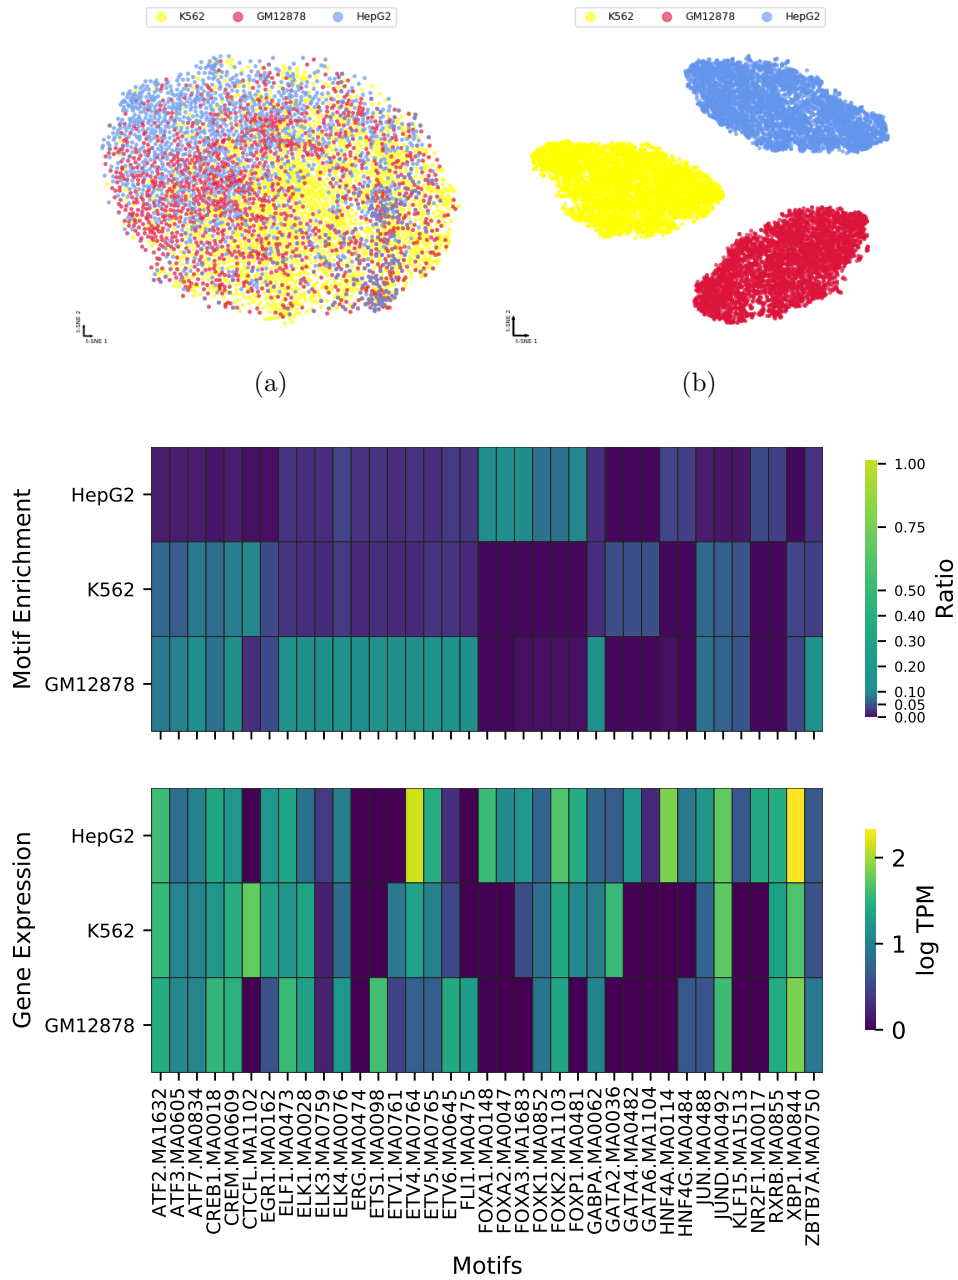 K562 GM12878 HepG2
K562 GM12878 HepG2
t-SNE 2
t-SNE 1
t-SNE 2
t-SNE 1
(a)
(b)
Motif Enrichment
HepG2
K562
GM12878
1.00
0.75
0.50
0.40
0.30
0.20
0.10
0.05
0.00
Ratio
Gene Expression
HepG2
K562
GM12878
2
1
0
log TPM
ATF2.MA1632
ATF3.MA0605
ATF7.MA0834
CREB1.MA0018
CREM.MA0609
CTCFL.MA1102
EGR1.MA0162
ELF1.MA0473
ELK1.MA0028
ELK3.MA0759
ELK4.MA0076
ERG.MA0474
ETS1.MA0098
ETV1.MA0761
ETV4.MA0764
ETV5.MA0765
ETV6.MA0645
FLI1.MA0475
FOXA1.MA0148
FOXA2.MA0047
FOXA3.MA1683
FOXK1.MA0852
FOXK2.MA1103
FOXP1.MA0481
GABPA.MA0062
GATA2.MA0036
GATA4.MA0482
GATA6.MA1104
HNF4A.MA0114
HNF4G.MA0484
JUN.MA0488
JUND.MA0492
KLF15.MA1513
NR2F1.MA0017
RXRB.MA0855
XBP1.MA0844
ZBTB7A.MA0750
Motifs